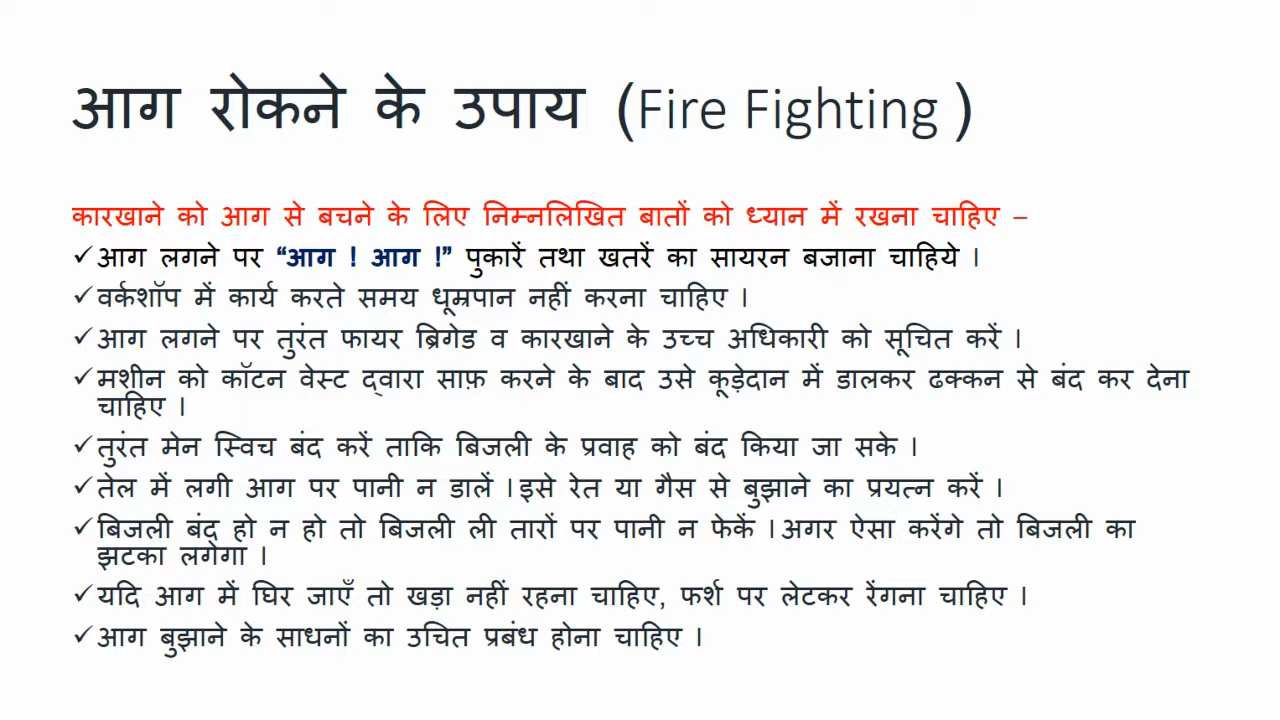 आग रोकने के उपाय (Fire Fighting )
कारखाने को आग से बचने के लिए निम्नलिखित बातों को ध्यान में रखना चाहिए –
✓आग लगने पर “आग ! आग !” पुकारें तथा खतरें का सायरन बजाना चाहिये ।
✓वर्कशॉप में कार्य करते समय धूम्रपान नहीं करना चाहिए ।
✓आग लगने पर तुरंत फायर ब्रिगेड व कारखाने के उच्च अधिकारी को सूचित करें ।
✓मशीन को कॉटन वेस्ट द्वारा साफ़ करने के बाद उसे कूड़ेदान में डालकर ढक्कन से बंद कर देना
चाहिए ।
✓तुरंत मेन स्विच बंद करें ताकि बिजली के प्रवाह को बंद किया जा सके ।
✓तेल में लगी आग पर पानी न डालें ।इसे रेत या गैस से बुझाने का प्रयत्न करें ।
✓बिजली बंद हो न हो तो बिजली ली तारों पर पानी न फेकें ।अगर ऐसा करेंगे तो बिजली का
झटका लगेगा ।
✓यदि आग में घिर जाएँ तो खड़ा नहीं रहना चाहिए, फर्श पर लेटकर रेंगना चाहिए ।
✓आग बुझाने के साधनों का उचित प्रबंध होना चाहिए ।